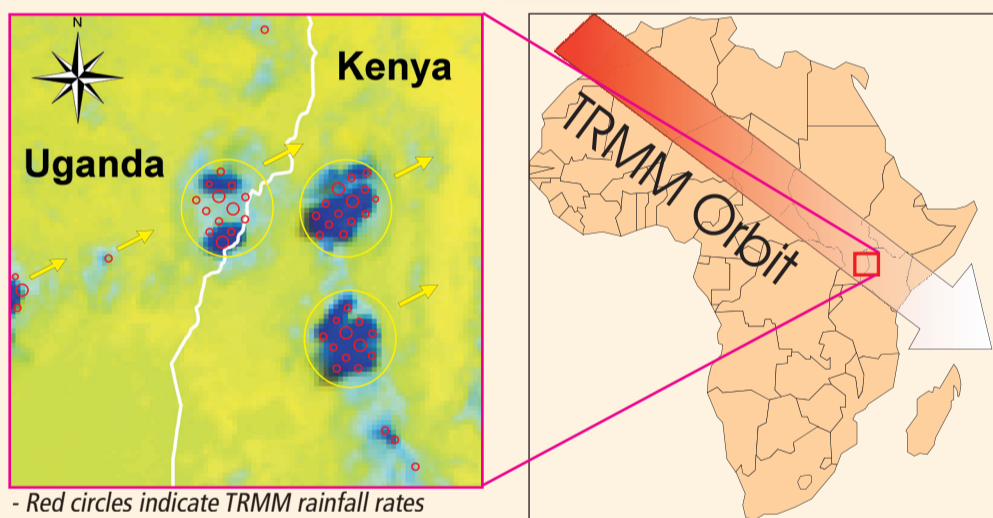 N
Kenya
Uganda
TRMM Orbit
- Red circles indicate TRMM rainfall rates